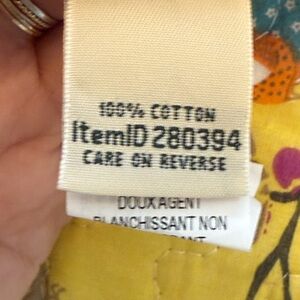 100% COTTON
ItemID 280394
CARE ON REVERSE
DOUX AGENT
BLANCHISSANT NON